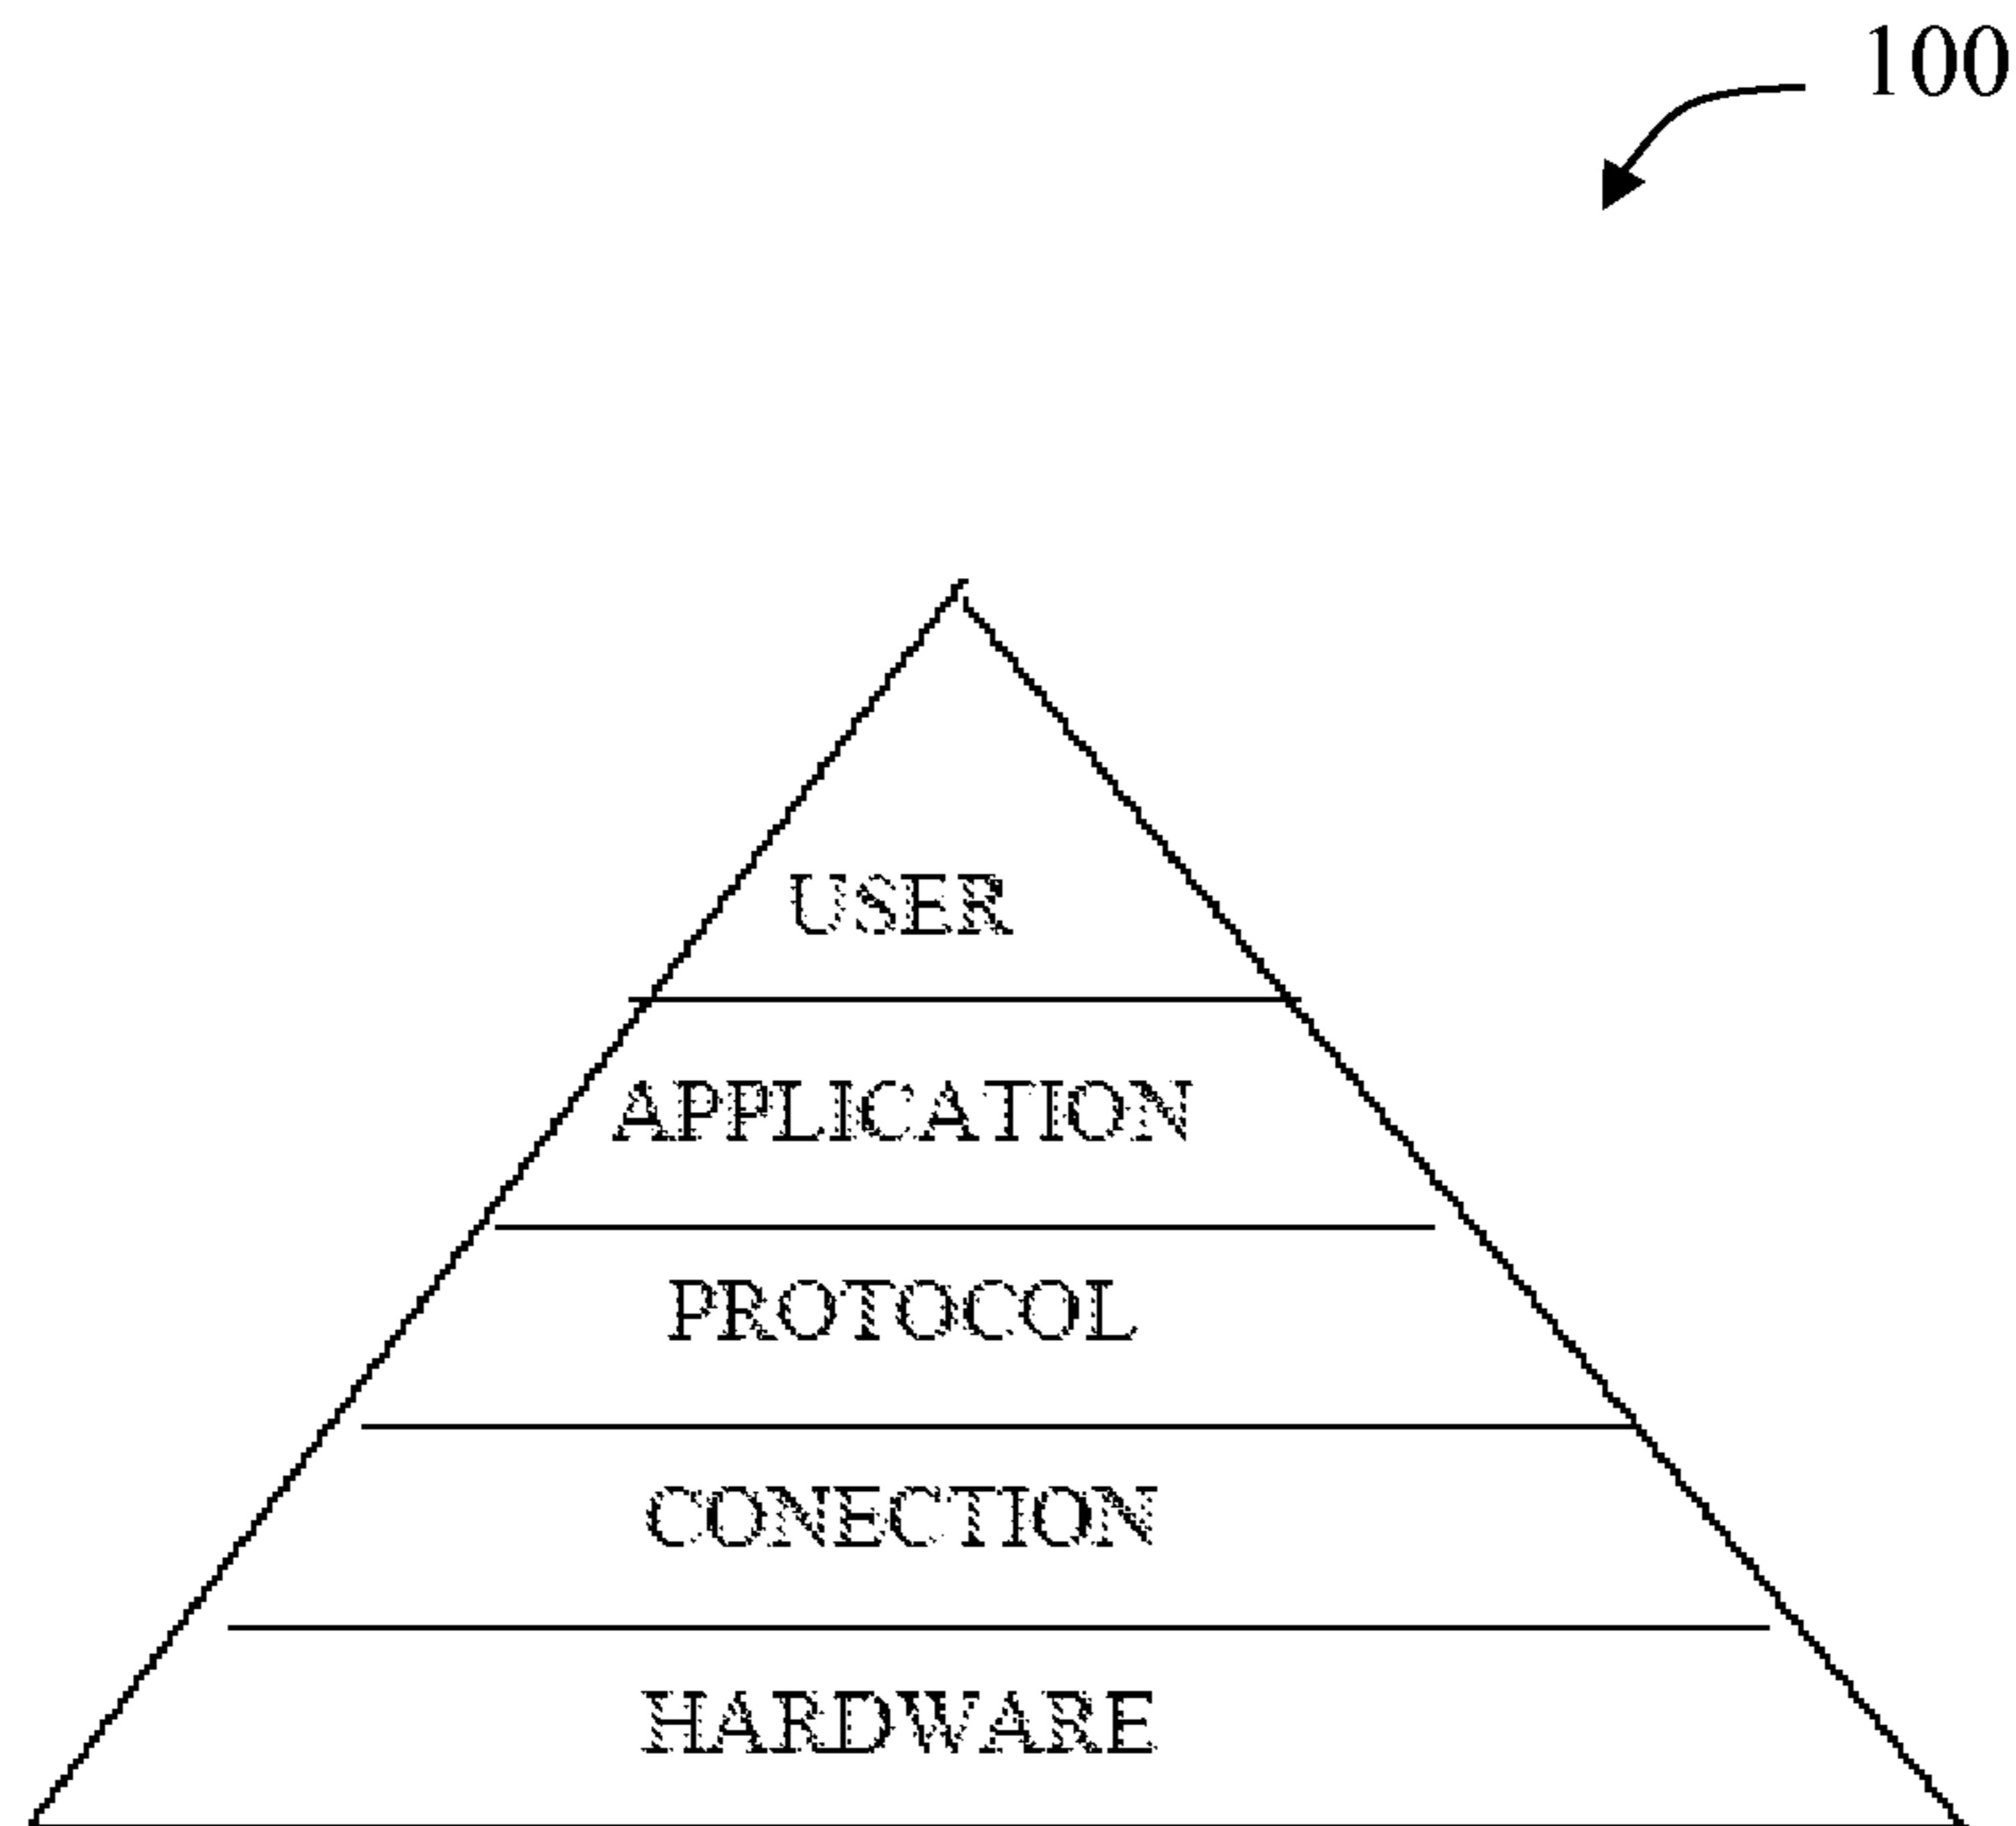 100
USER
APPLICATION
PROTOCOL
CONECTION
HARDWARE